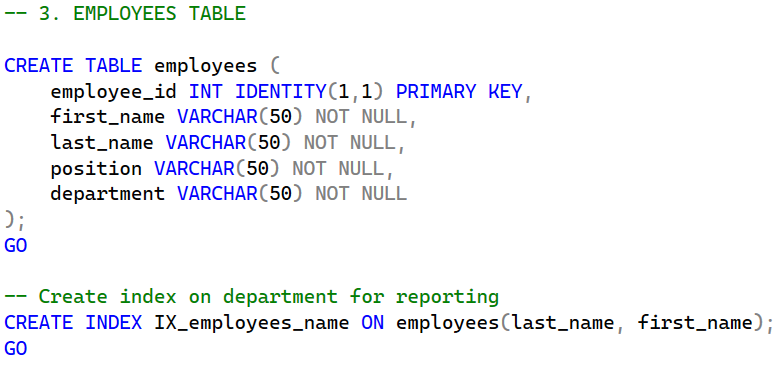 -- 3. EMPLOYEES TABLE
CREATE TABLE employees (
    employee_id INT IDENTITY(1,1) PRIMARY KEY,
    first_name VARCHAR(50) NOT NULL,
    last_name VARCHAR(50) NOT NULL,
    position VARCHAR(50) NOT NULL,
    department VARCHAR(50) NOT NULL
);
GO
-- Create index on department for reporting
CREATE INDEX IX_employees_name ON employees(last_name, first_name);
GO